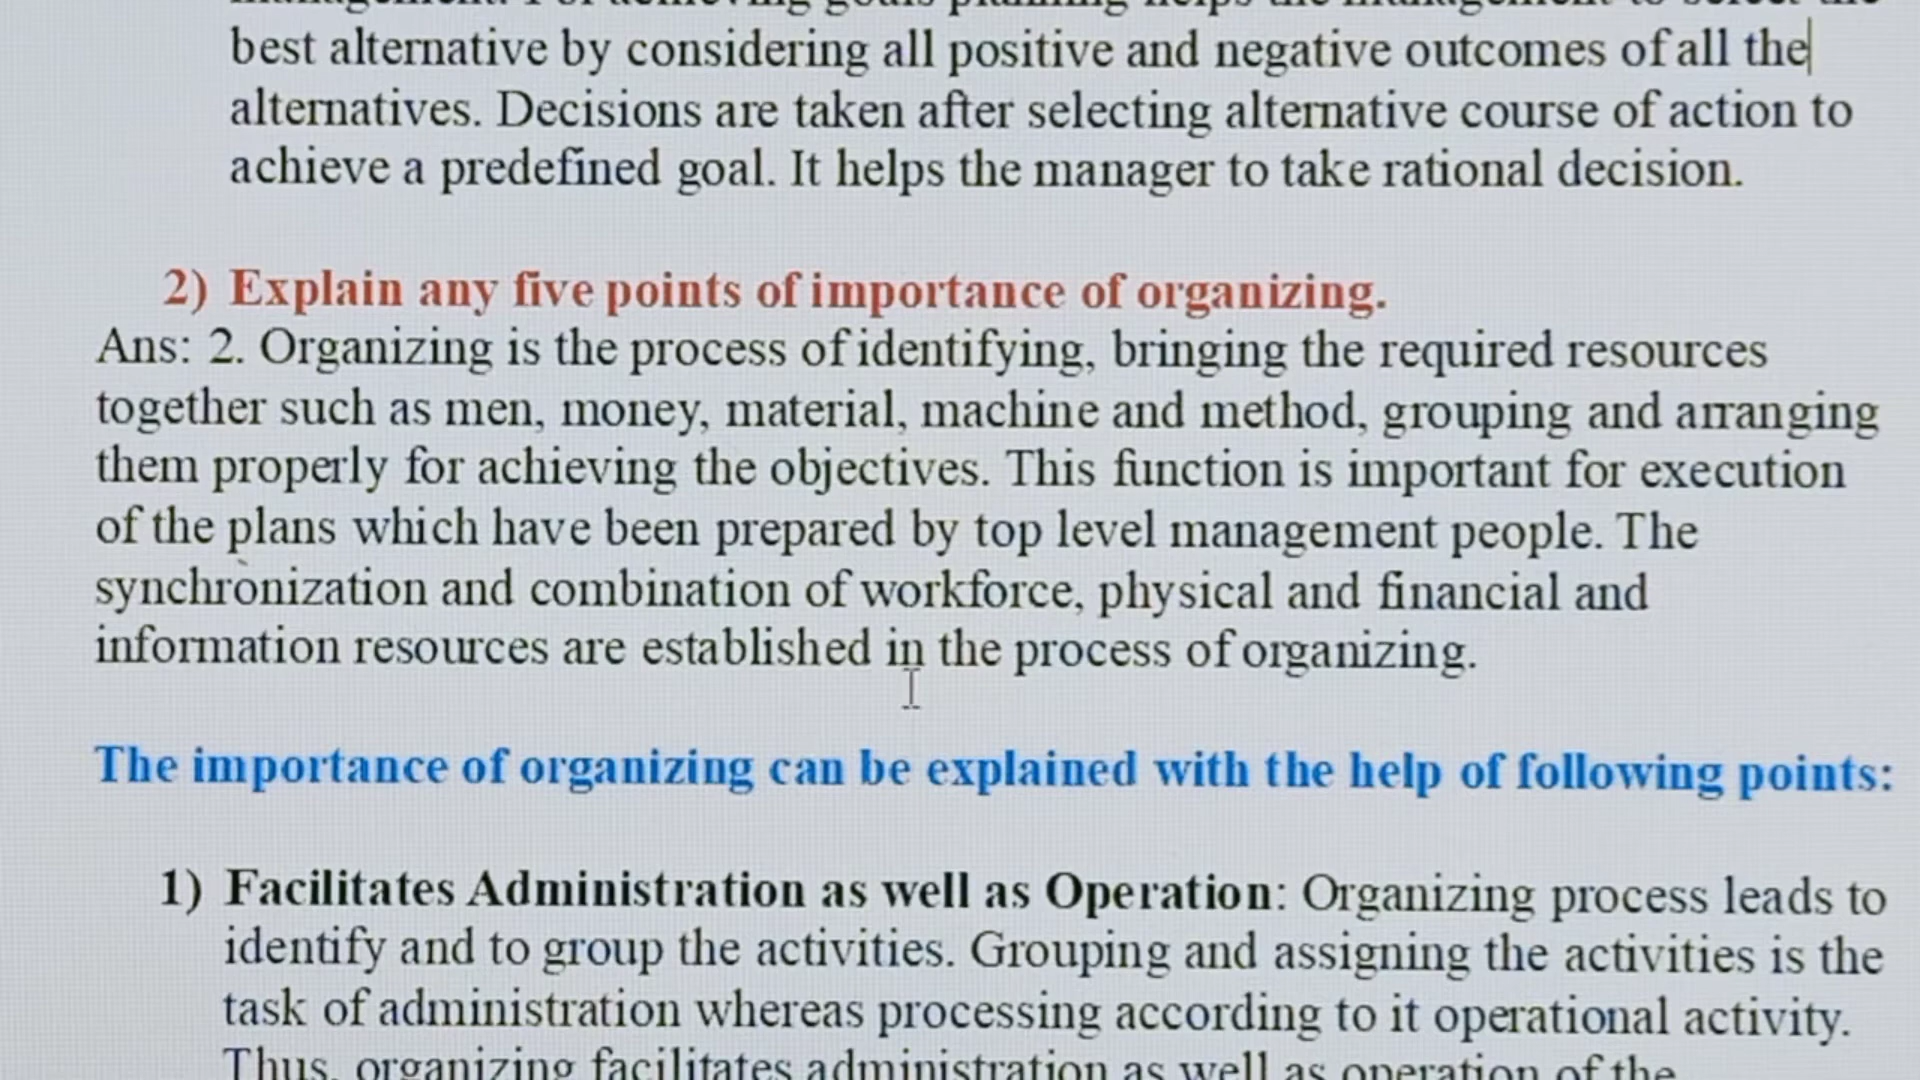 best alternative by considering all positive and negative outcomes of all the
alternatives. Decisions are taken after selecting alternative course of action to
achieve a predefined goal. It helps the manager to take rational decision.
2) Explain any five points of importance of organizing.
Ans: 2. Organizing is the process of identifying, bringing the required resources
together such as men, money, material, machine and method, grouping and arranging
them properly for achieving the objectives. This function is important for execution
of the plans which have been prepared by top level management people. The
synchronization and combination of workforce, physical and financial and
information resources are established in the process of organizing.
The importance of organizing can be explained with the help of following points:
1) Facilitates Administration as well as Operation: Organizing process leads to
identify and to group the activities. Grouping and assigning the activities is the
task of administration whereas processing according to it operational activity.
Thus, organizing facilitates administration as well as operation of the